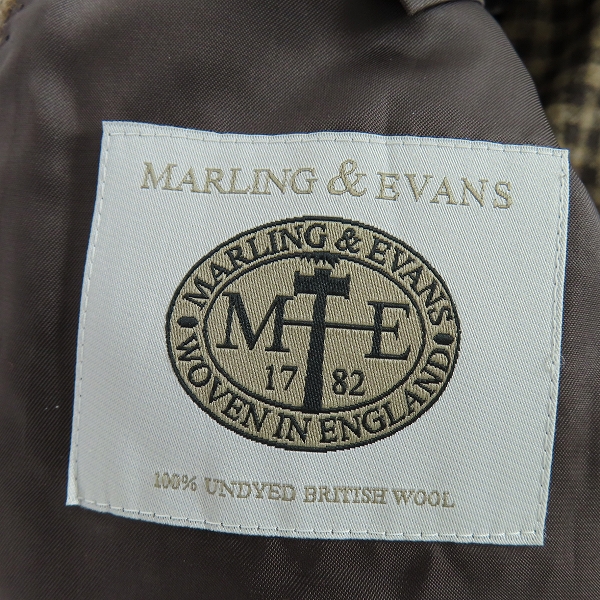 MARLING & EVANS
MARLING & EVANS
M E
17 82
WOVEN IN ENGLAND
100% UNDYED BRITISH WOOL